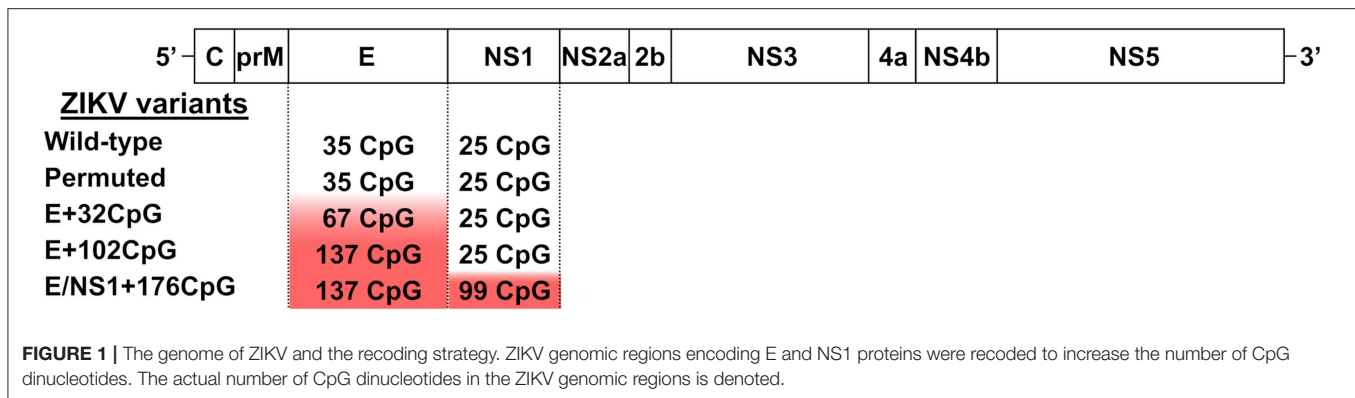 5’ C prM E NS1 NS2a 2b NS3 4a NS4b NS5 3’
ZIKV variants
Wild-type 35 CpG 25 CpG
Permuted 35 CpG 25 CpG
E+32CpG 67 CpG 25 CpG
E+102CpG 137 CpG 25 CpG
E/NS1+176CpG 137 CpG 99 CpG
FIGURE 1 | The genome of ZIKV and the recoding strategy. ZIKV genomic regions encoding E and NS1 proteins were recoded to increase the number of CpG
dinucleotides. The actual number of CpG dinucleotides in the ZIKV genomic regions is denoted.